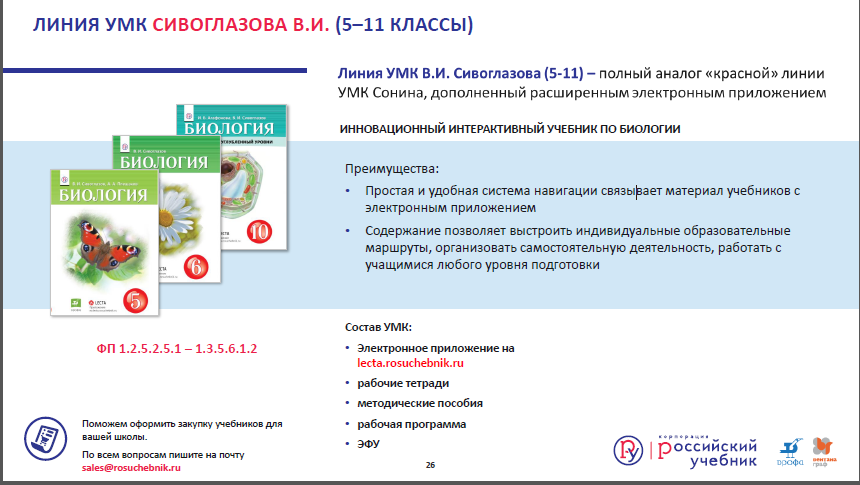 ЛИНИЯ УМК СИВОГЛАЗОВА В.И. (5–11 КЛАССЫ)
Линия УМК В.И. Сивоглазова (5-11) – полный аналог «красной» линии
УМК Сонина, дополненный расширенным электронным приложением
ИННОВАЦИОННЫЙ ИНТЕРАКТИВНЫЙ УЧЕБНИК ПО БИОЛОГИИ
БИОЛОГИЯ
УГЛУБЛЕННЫЙ УРОВЕНЬ
10
БИОЛОГИЯ
6
БИОЛОГИЯ
LECTA
5
Преимущества:
• Простая и удобная система навигации связывает материал учебников с
электронным приложением
• Содержание позволяет выстроить индивидуальные образовательные
маршруты, организовать самостоятельную деятельность, работать с
учащимися любого уровня подготовки
ФП 1.2.5.2.5.1 – 1.3.5.6.1.2
Состав УМК:
• Электронное приложение на
lecta.rosuchebnik.ru
• рабочие тетради
• методические пособия
• рабочая программа
• ЭФУ
Поможем оформить закупку учебников для
вашей школы.
По всем вопросам пишите на почту
sales@rosuchebnik.ru
26
корпорация
российский
учебник
дрофа
вентана
граф